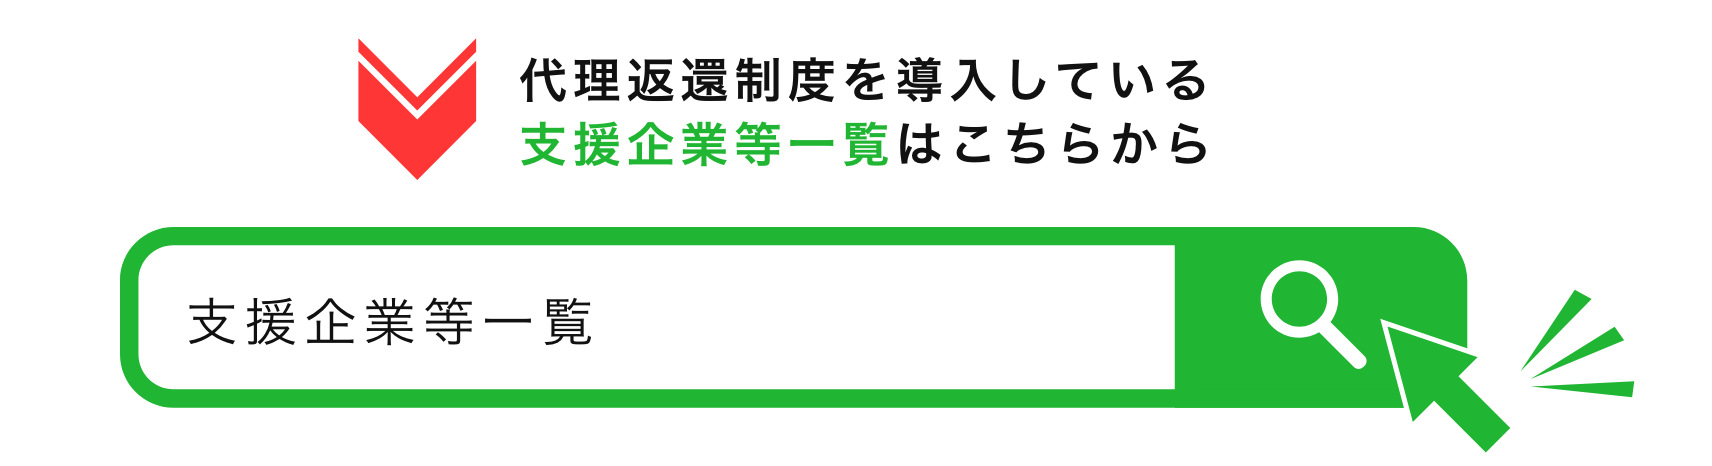 代理返還制度を導入している
支援企業等一覧はこちらから
支援企業等一覧